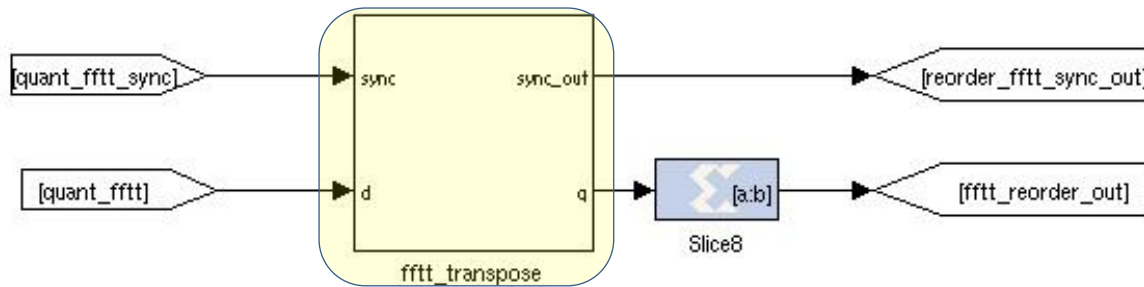 [quant_fftt_sync]
sync
sync_out
[reorder_fftt_sync_out]
[quant_fftt]
d
q
[a:b]
[fftt_reorder_out]
Slice8
fftt_transpose